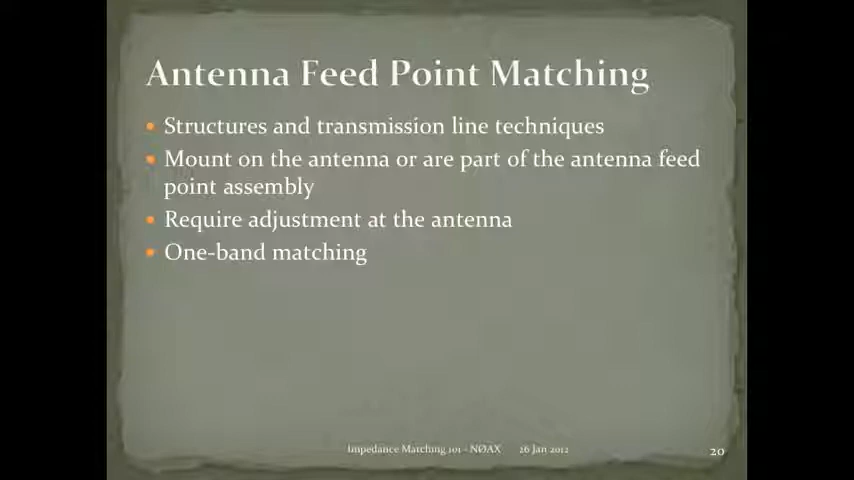 Antenna Feed Point Matching
Structures and transmission line techniques
Mount on the antenna or are part of the antenna feed
point assembly
Require adjustment at the antenna
One-band matching
Impedance Matching 101 - NØAX 26 Jan 2012 20